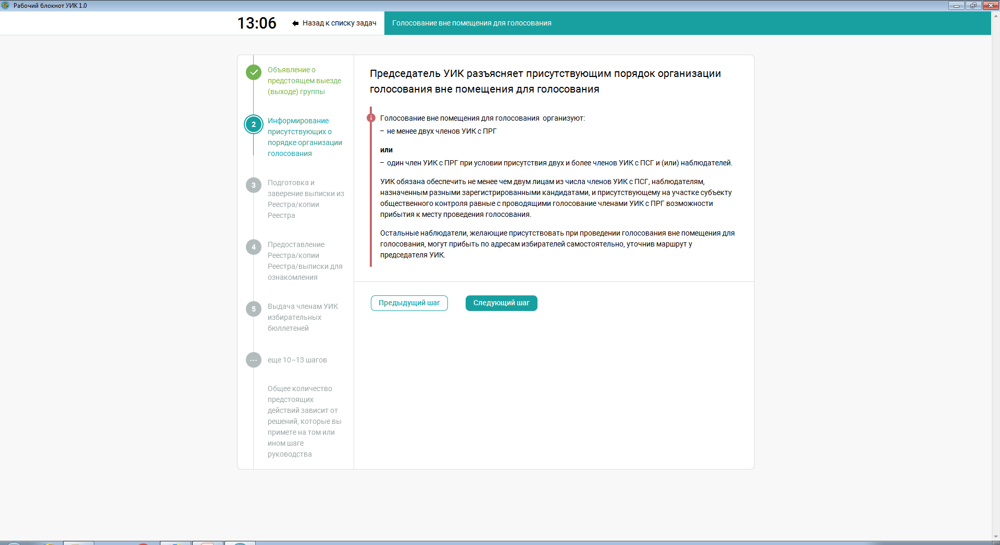 Рабочий блокнот УИК 1.0
13:06
Назад к списку задач
Голосование вне помещения для голосования
Объявление о
предстоящем выезде
(выходе) группы
2
Информирование
присутствующих о
порядке организации
голосования
3
Подготовка и
заверение выписки из
Реестра/копии
Реестра
4
Предоставление
Реестра/копии
Реестра/выписки для
ознакомления
5
Выдача членам УИК
избирательных
бюллетеней
...
еще 10–13 шагов
Общее количество
предстоящих
действий зависит от
решений, которые вы
примете на том или
ином шаге
руководства
Председатель УИК разъясняет присутствующим порядок организации
голосования вне помещения для голосования
Голосование вне помещения для голосования организуют:
– не менее двух членов УИК с ПРГ
или
– один член УИК с ПРГ при условии присутствия двух и более членов УИК с ПСГ и (или) наблюдателей.
УИК обязана обеспечить не менее чем двум лицам из числа членов УИК с ПСГ, наблюдателям,
назначенным разными зарегистрированными кандидатами, и присутствующему на участке субъекту
общественного контроля равные с проводящими голосование членами УИК с ПРГ возможности
прибытия к месту проведения голосования.
Остальные наблюдатели, желающие присутствовать при проведении голосования вне помещения для
голосования, могут прибыть по адресам избирателей самостоятельно, уточнив маршрут у
председателя УИК.
Предыдущий шаг
Следующий шаг